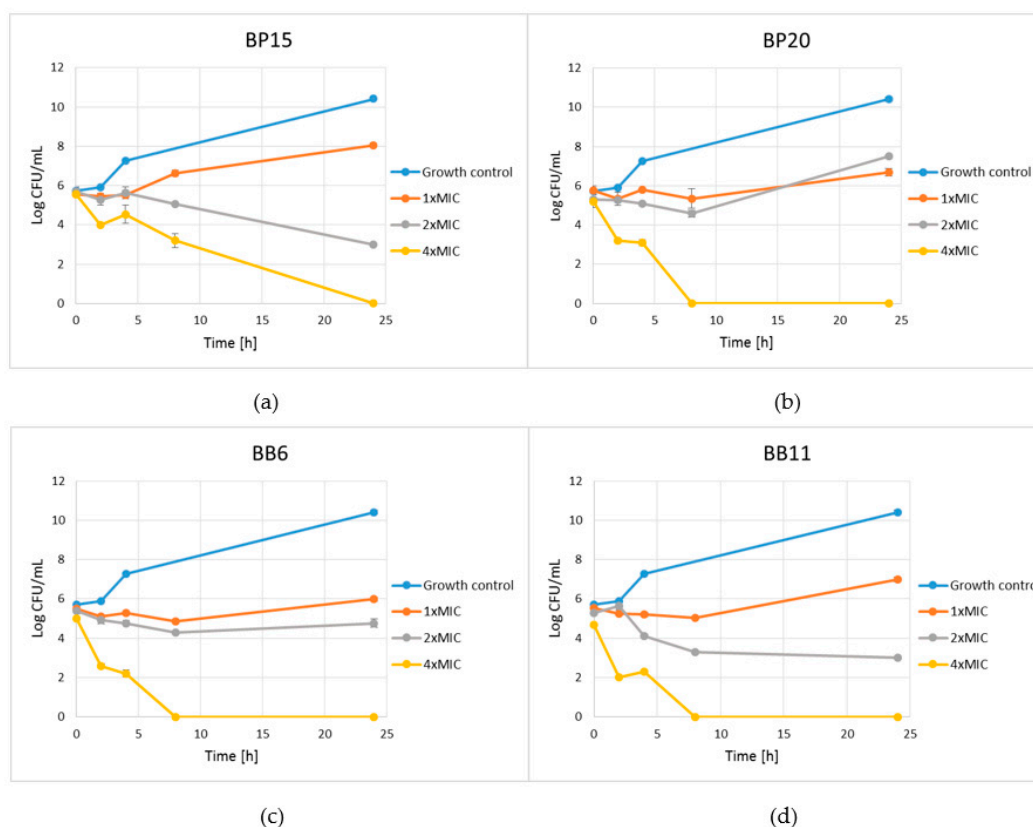 BP15
12
10
8
6
4
2
0
Log CFU/mL
0 5 10 15 20 25
Time [h]
Growth control
1xMIC
2xMIC
4xMIC
(a)
BP20
12
10
8
6
4
2
0
Log CFU/mL
0 5 10 15 20 25
Time [h]
Growth control
1xMIC
2xMIC
4xMIC
(b)
BB6
12
10
8
6
4
2
0
Log CFU/mL
0 5 10 15 20 25
Time [h]
Growth control
1xMIC
2xMIC
4xMIC
(c)
BB11
12
10
8
6
4
2
0
Log CFU/mL
0 5 10 15 20 25
Time [h]
Growth control
1xMIC
2xMIC
4xMIC
(d)